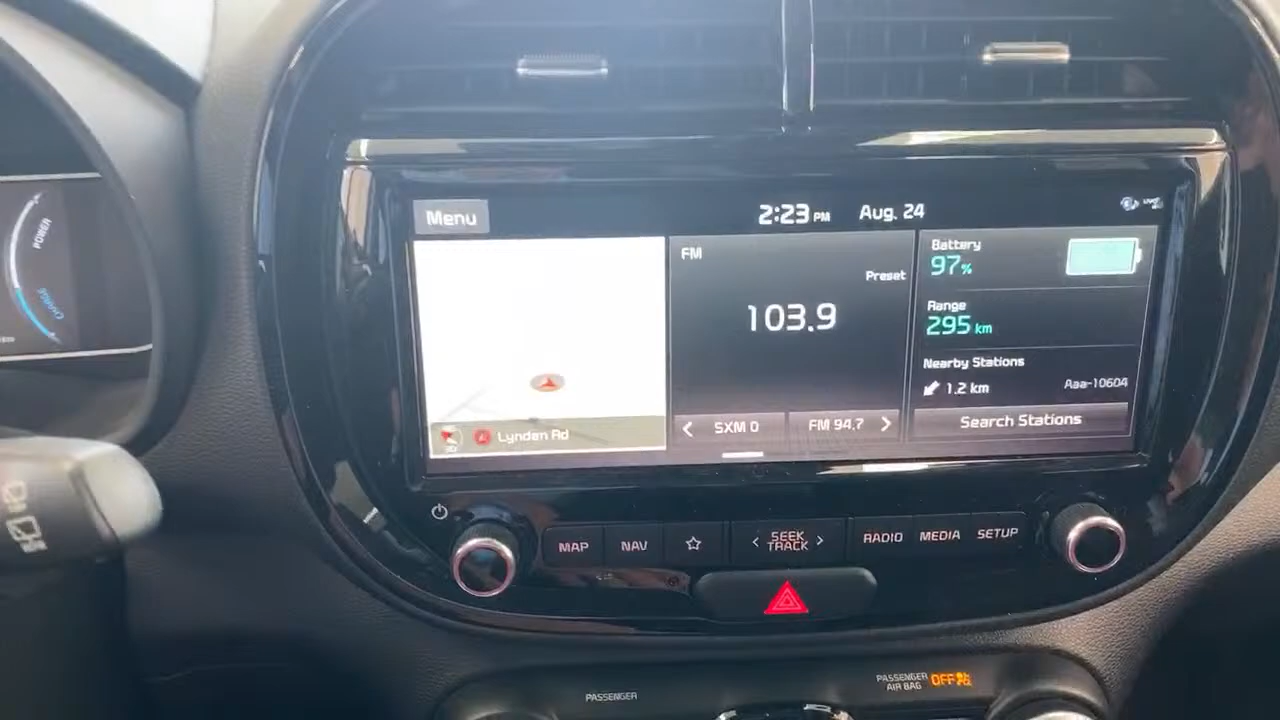 Menu
2:23 PM
Aug. 24
POWER
CHARGE
FM
Preset
103.9
SXM 0
FM 94.7
Battery
97%
Range
295 km
Nearby Stations
1.2 km
Aaa-10604
Search Stations
Lynden Rd
MAP
NAV
SEEK
TRACK
RADIO
MEDIA
SETUP
PASSENGER
PASSENGER
AIR BAG
OFF